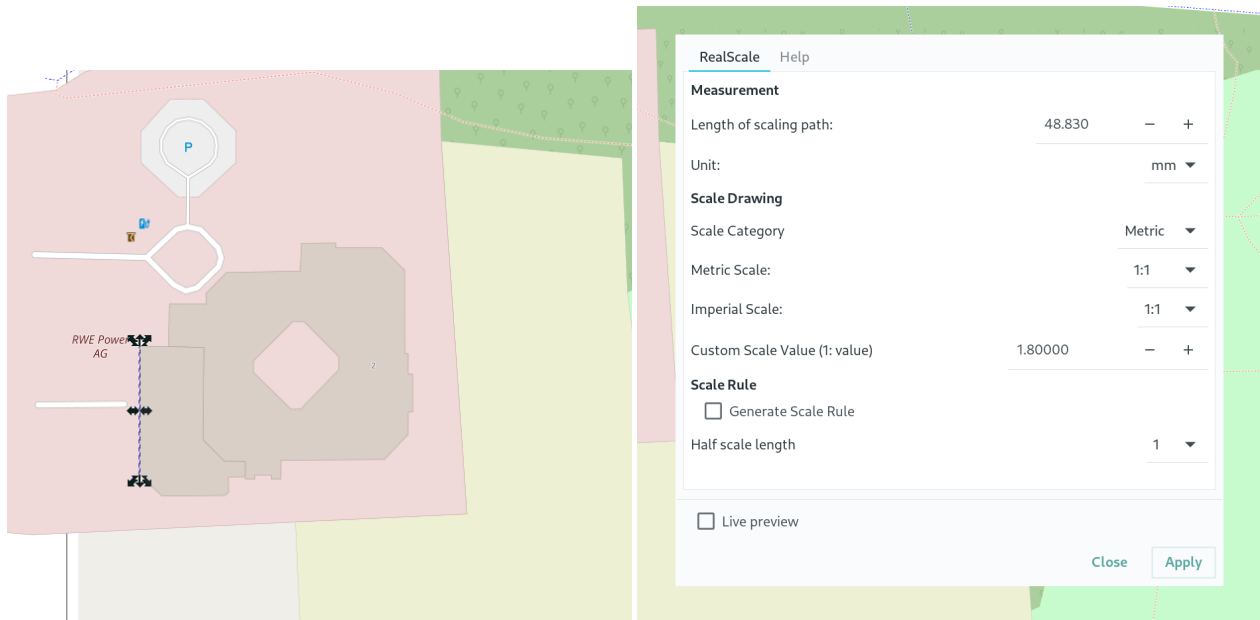 P
RWE Power
AG
2
RealScale
Help
Measurement
Length of scaling path:
48.830
Unit:
mm
Scale Drawing
Scale Category
Metric
Metric Scale:
1:1
Imperial Scale:
1:1
Custom Scale Value (1: value)
1.80000
Scale Rule
Generate Scale Rule
Half scale length
1
Live preview
Close
Apply